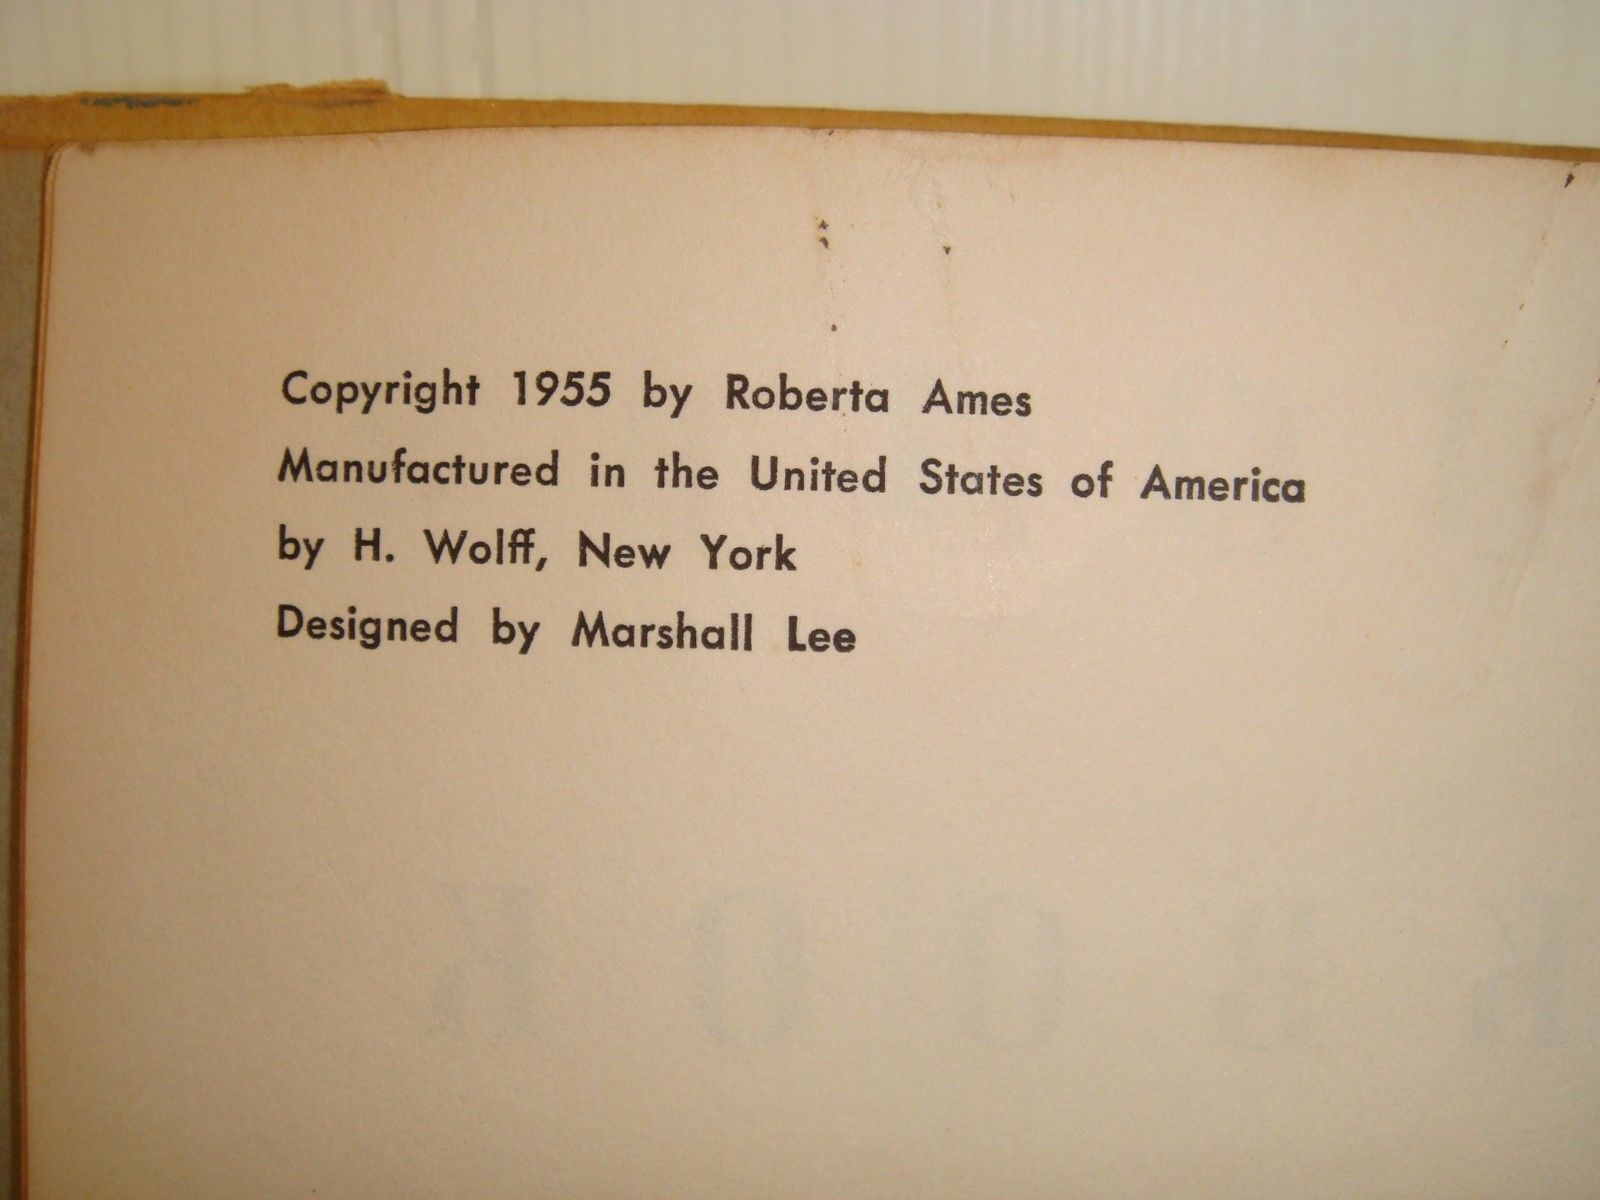 Copyright 1955 by Roberta Ames
Manufactured in the United States of America
by H. Wolff, New York
Designed by Marshall Lee